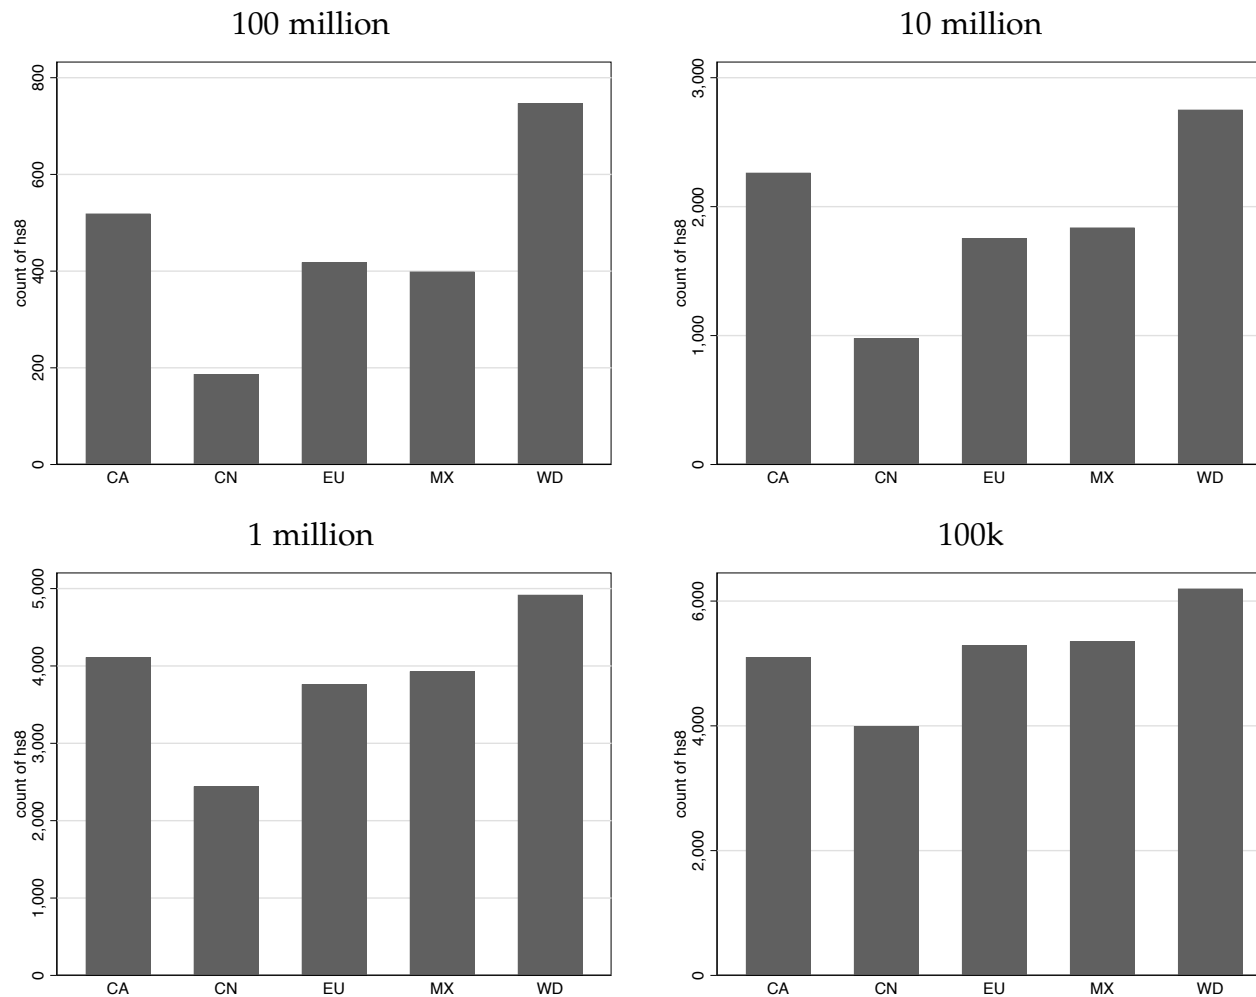 100 million
800
600
400
200
0
count of hs8
CA CN EU MX WD
10 million
3,000
2,000
1,000
0
count of hs8
CA CN EU MX WD
1 million
5,000
4,000
3,000
2,000
1,000
0
count of hs8
CA CN EU MX WD
100k
6,000
4,000
2,000
0
count of hs8
CA CN EU MX WD